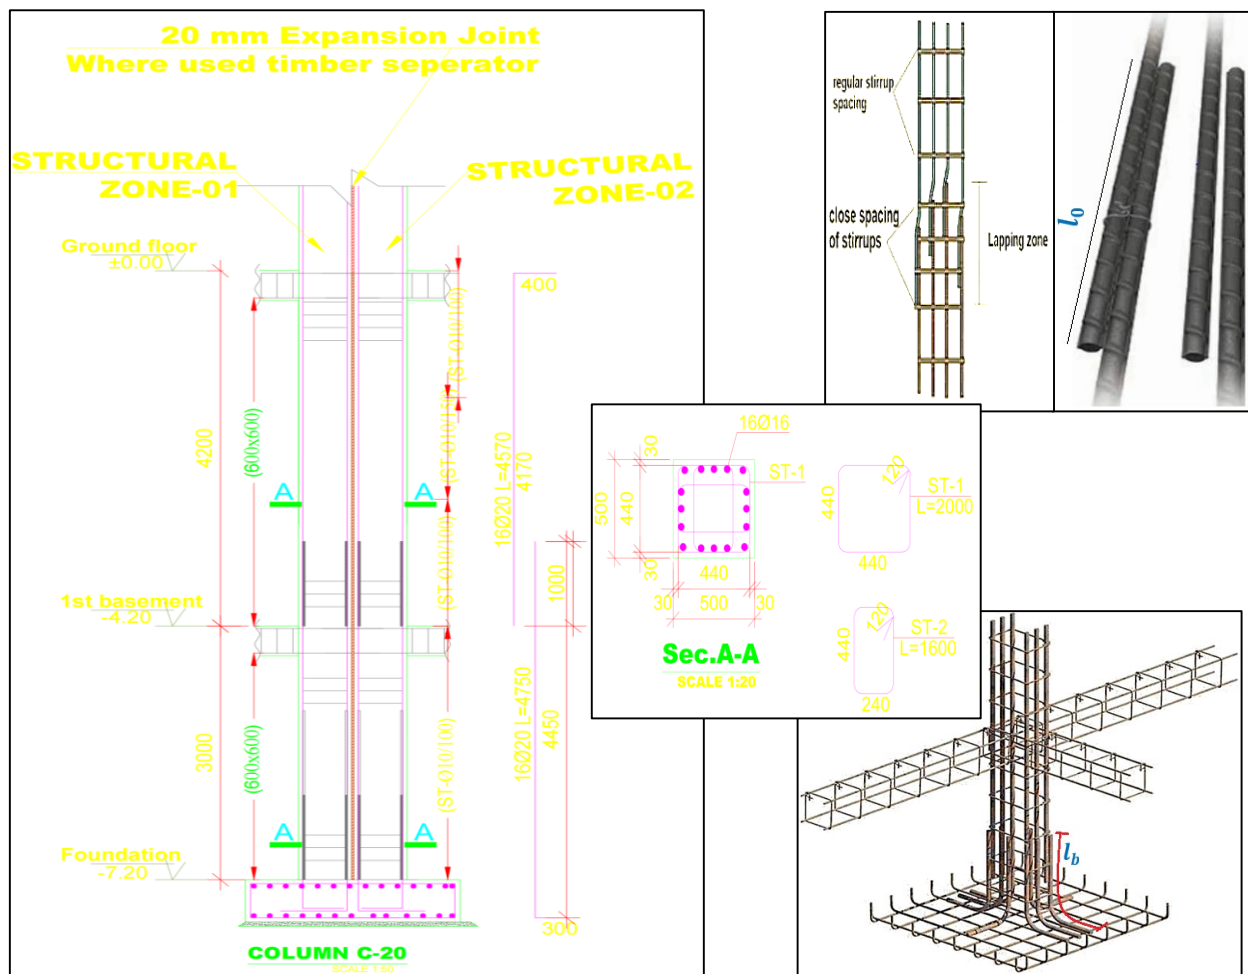 20 mm Expansion Joint
Where used timber seperator
STRUCTURAL
ZONE-01
STRUCTURAL
ZONE-02
Ground floor
±0.00
400
(ST-Ø10/100)
(ST-Ø10/150)
(ST-Ø10/100)
(600x600)
4200
16Ø20 L=4570
4170
A
A
1000
1st basement
-4.20
(600x600)
3000
(ST-Ø10/100)
16Ø20 L=4750
4450
A
A
Foundation
-7.20
300
COLUMN C-20
SCALE 1:50
regular stirrup
spacing
close spacing
of stirrups
Lapping zone
l0
16Ø16
30
ST-1
500
440
30
440
30
500
30
Sec.A-A
SCALE 1:20
120
ST-1
L=2000
440
440
120
ST-2
L=1600
440
240
lb